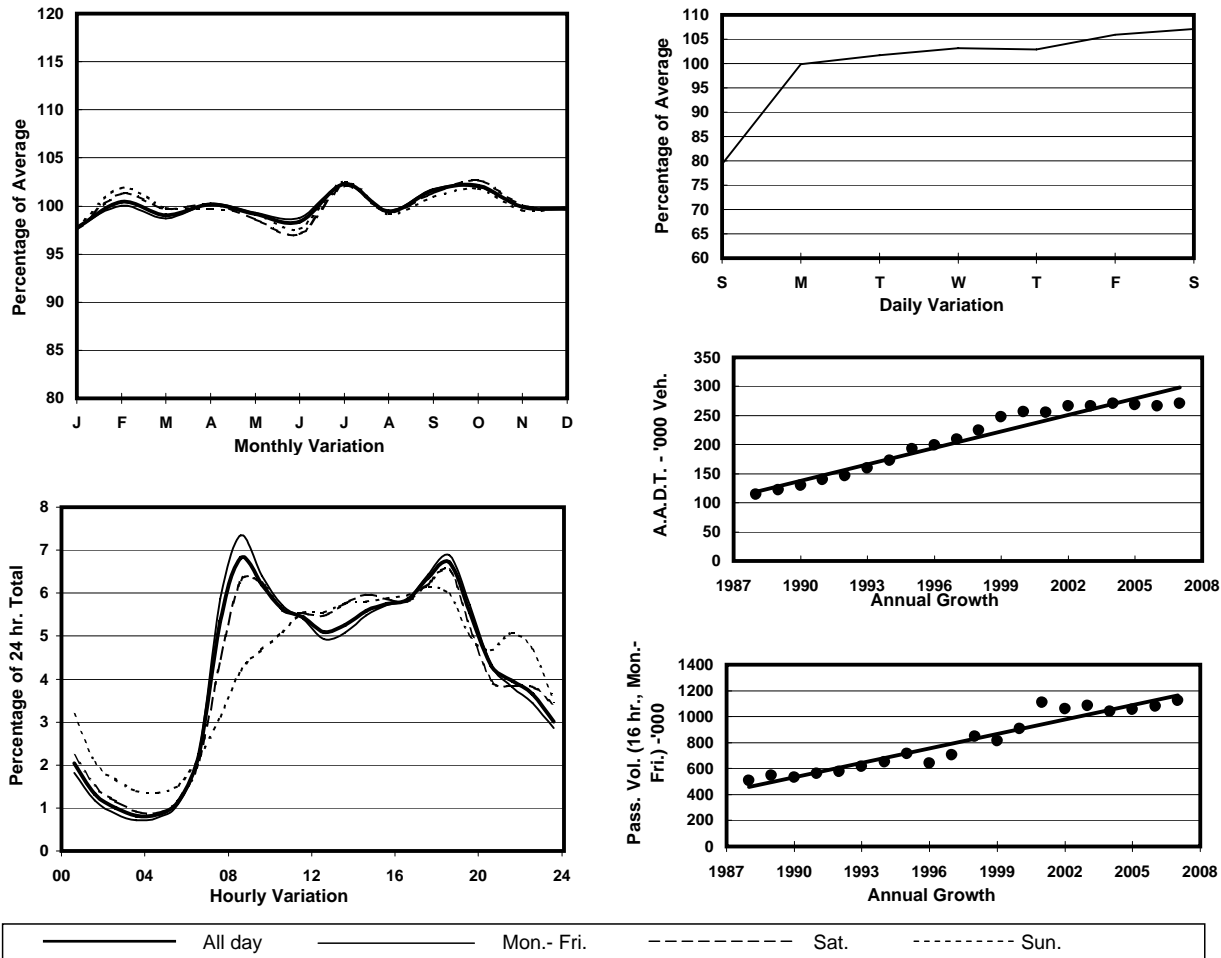 120
115
110
105
100
95
90
85
80
Percentage of Average
J F M A M J J A S O N D
Monthly Variation
110
105
100
95
90
85
80
75
70
65
60
Percentage of Average
S M T W T F S
Daily Variation
350
300
250
200
150
100
50
0
A.A.D.T. - '000 Veh.
1987 1990 1993 1996 1999 2002 2005 2008
Annual Growth
8
7
6
5
4
3
2
1
0
Percentage of 24 hr. Total
00 04 08 12 16 20 24
Hourly Variation
1400
1200
1000
800
600
400
200
0
Pass. Vol. (16 hr., Mon.-
Fri.) -'000
1987 1990 1993 1996 1999 2002 2005 2008
Annual Growth
All day Mon.- Fri. Sat. Sun.